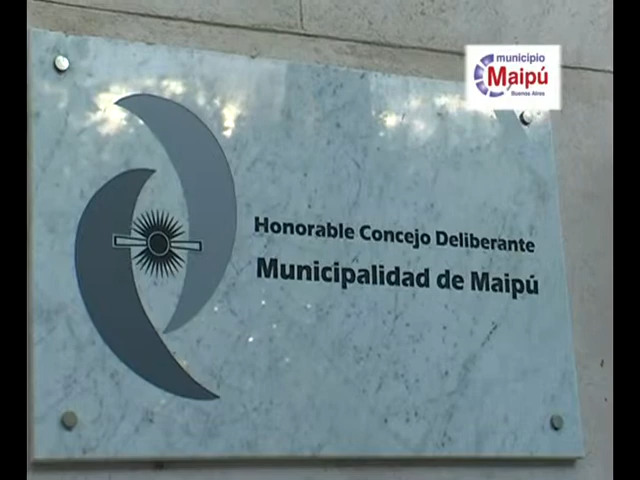 municipio
Maipú
Buenos Aires
Honorable Concejo Deliberante
Municipalidad de Maipú